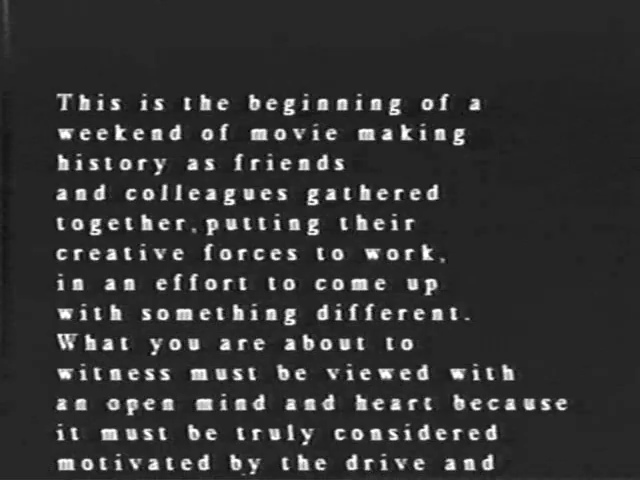 This is the beginning of a
weekend of movie making
history as friends
and colleagues gathered
together,putting their
creative forces to work,
in an effort to come up
with something different.
What you are about to
witness must be viewed with
an open mind and heart because
it must be truly considered
motivated by the drive and